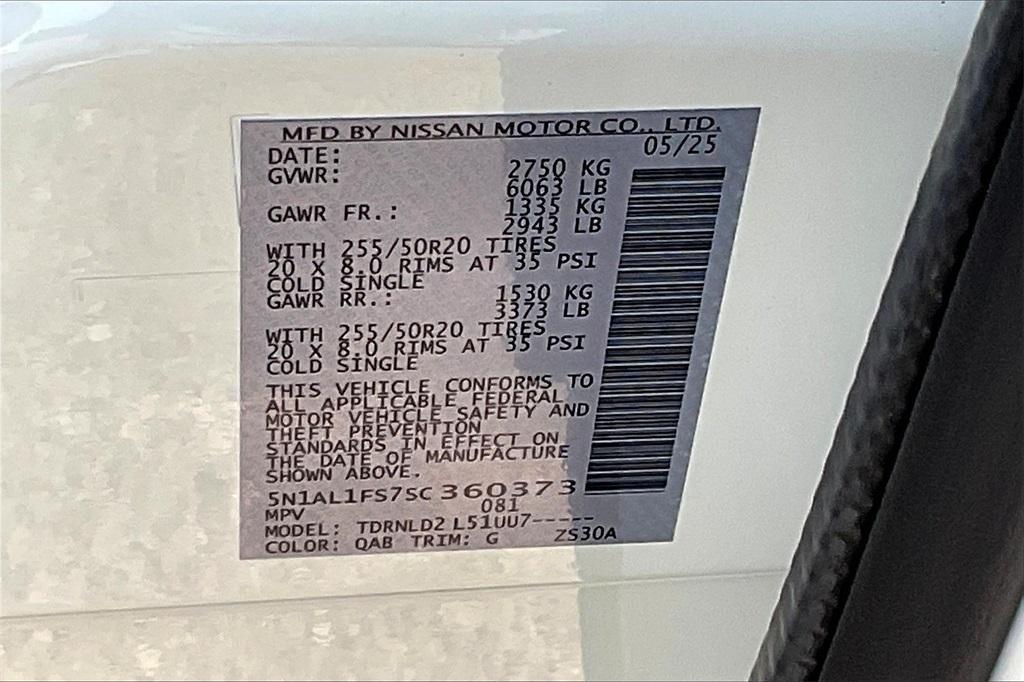 MFD BY NISSAN MOTOR CO., LTD.
DATE: 05/25
GVWR: 2750 KG
6063 LB
GAWR FR.: 1335 KG
2943 LB
WITH 255/50R20 TIRES
20 X 8.0 RIMS AT 35 PSI
COLD SINGLE
GAWR RR.: 1530 KG
3373 LB
WITH 255/50R20 TIRES
20 X 8.0 RIMS AT 35 PSI
COLD SINGLE
THIS VEHICLE CONFORMS TO
ALL APPLICABLE FEDERAL
MOTOR VEHICLE SAFETY AND
THEFT PREVENTION
STANDARDS IN EFFECT ON
THE DATE OF MANUFACTURE
SHOWN ABOVE.
5N1AL1FS7SC360373
MPV 081
MODEL: TDRNLD2 L51UU7-----
COLOR: QAB TRIM: G ZS30A